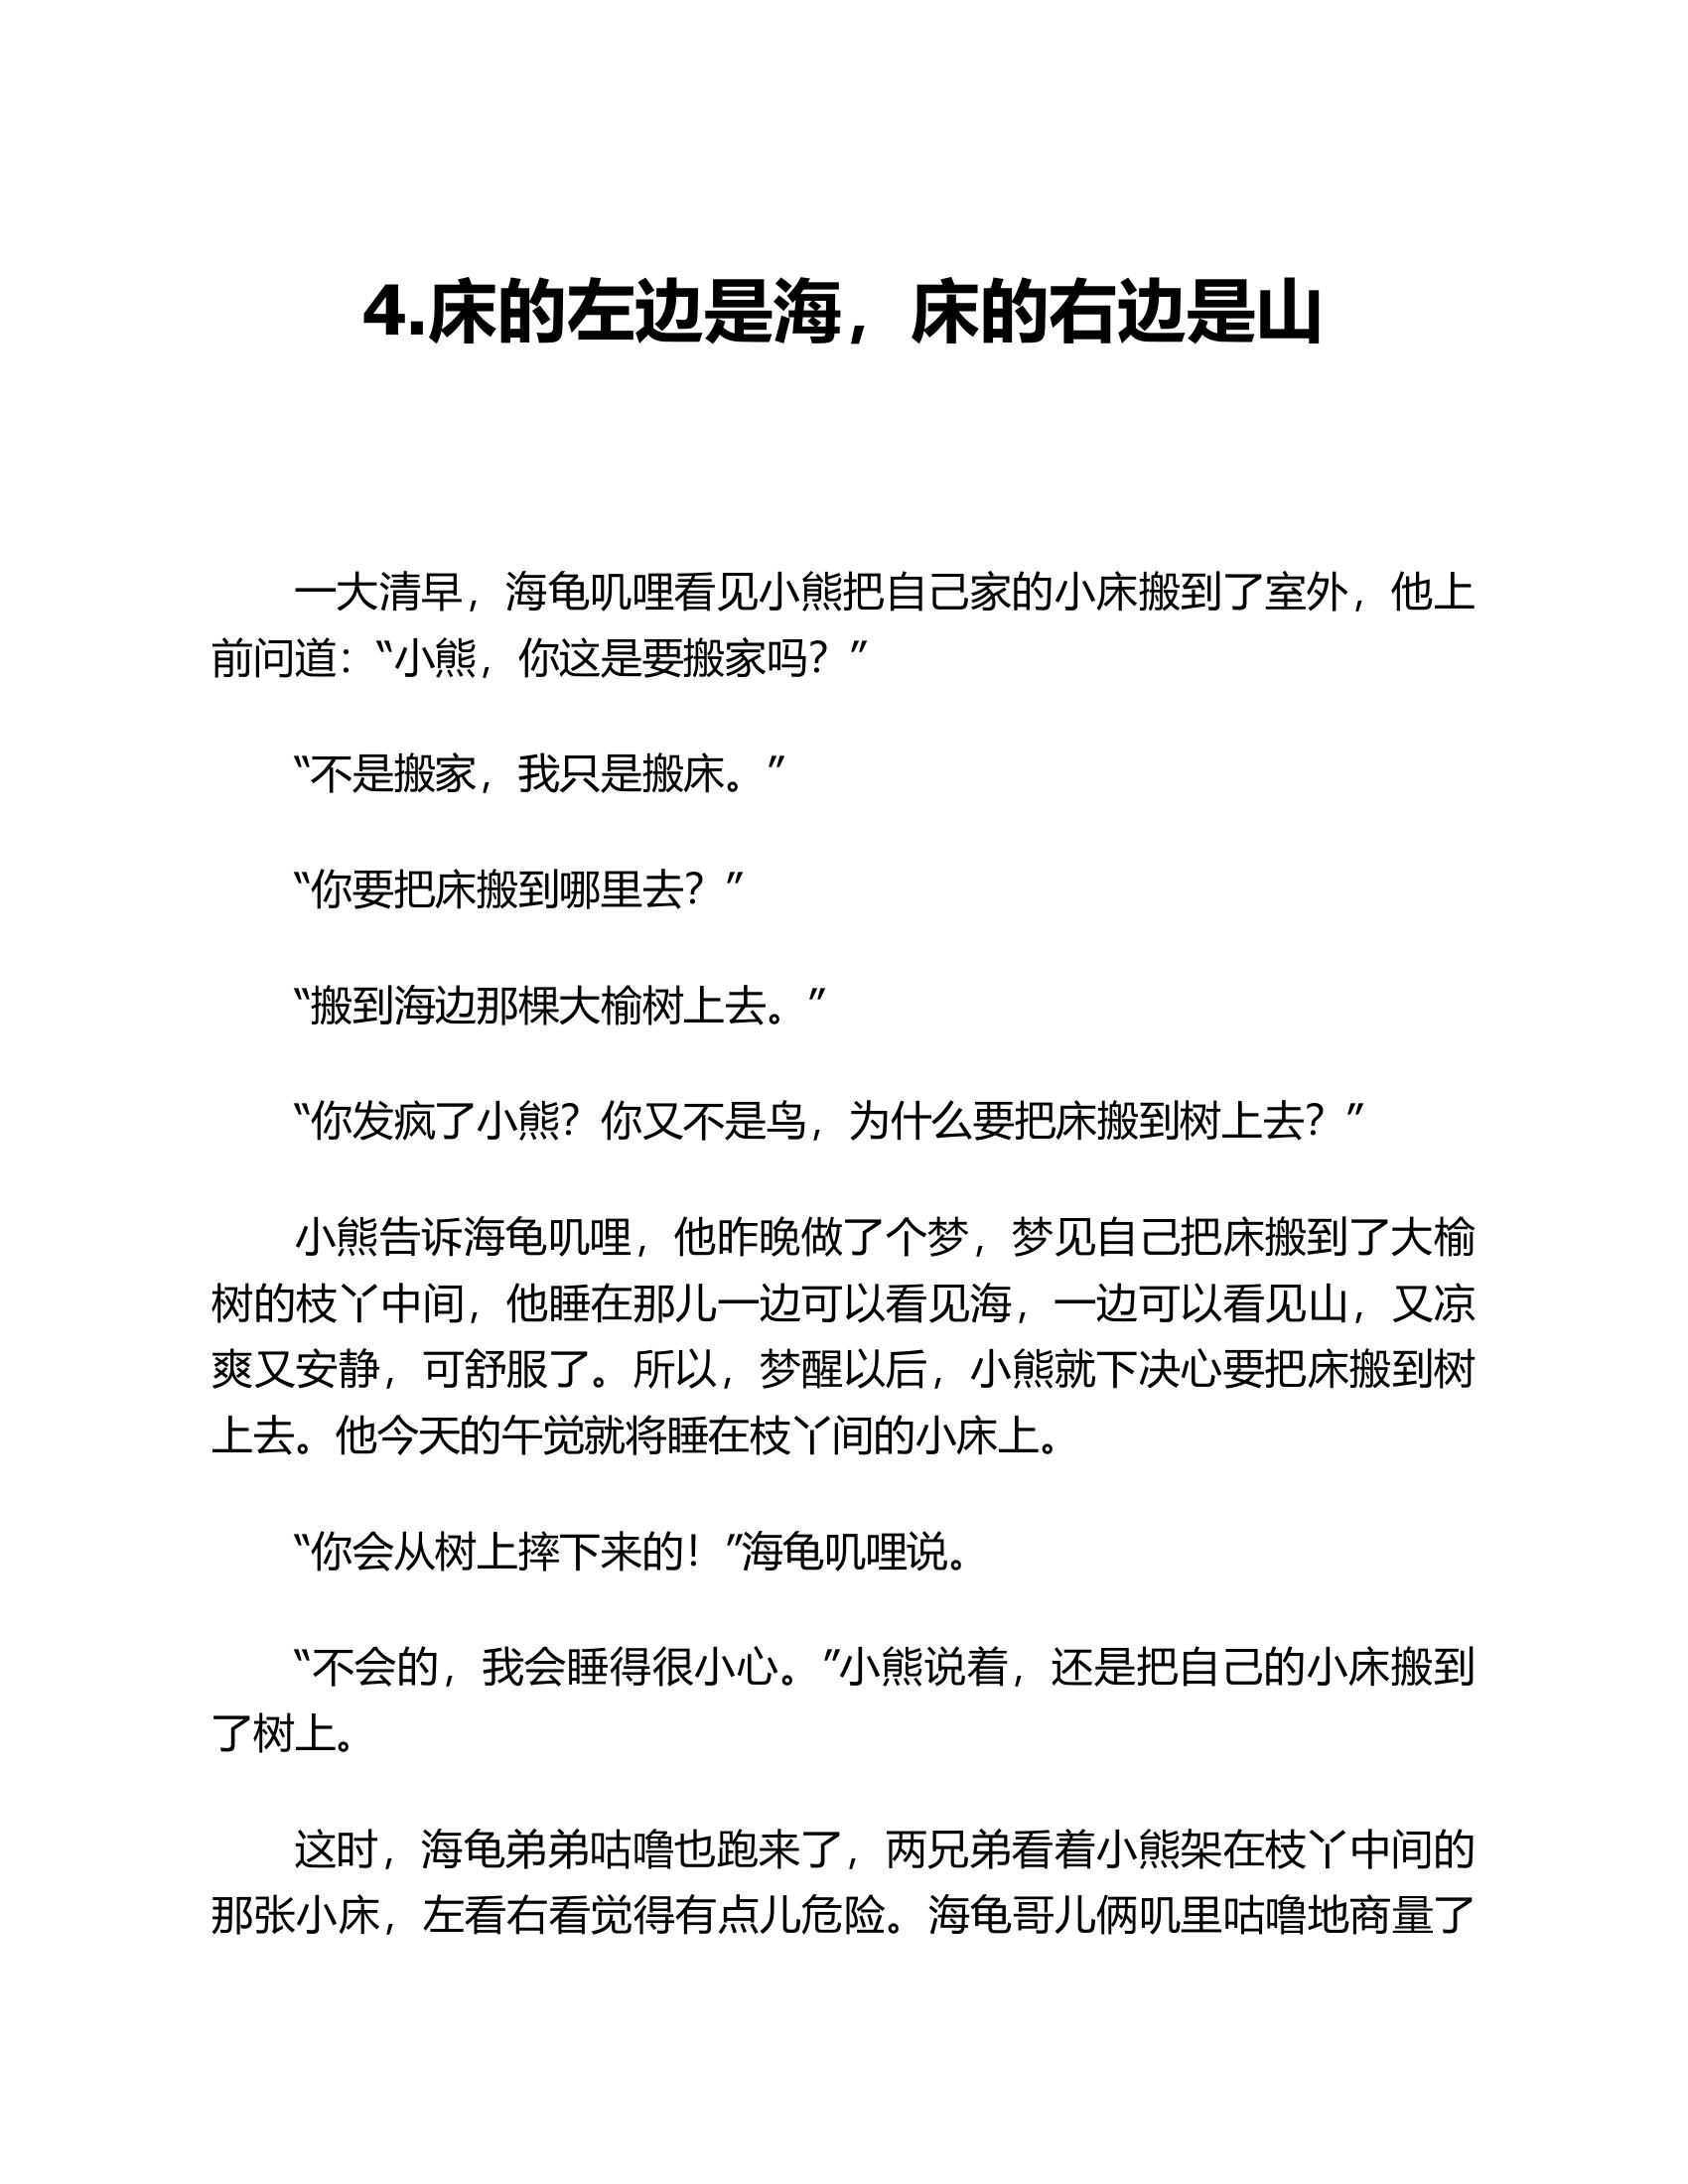 4.床的左边是海，床的右边是山
一大清早，海龟叽哩看见小熊把自己家的小床搬到了室外，他上
前问道：“小熊，你这是要搬家吗？”
“不是搬家，我只是搬床。”
“你要把床搬到哪里去？”
“搬到海边那棵大榆树上去。”
“你发疯了小熊？你又不是鸟，为什么要把床搬到树上去？”
小熊告诉海龟叽哩，他昨晚做了个梦，梦见自己把床搬到了大榆
树的枝丫中间，他睡在那儿一边可以看见海，一边可以看见山，又凉
爽又安静，可舒服了。所以，梦醒以后，小熊就下决心要把床搬到树
上去。他今天的午觉就将睡在枝丫间的小床上。
“你会从树上摔下来的！”海龟叽哩说。
“不会的，我会睡得很小心。”小熊说着，还是把自己的小床搬到
了树上。
这时，海龟弟弟咕噜也跑来了，两兄弟看着小熊架在枝丫中间的
那张小床，左看右看觉得有点儿危险。海龟哥儿俩叽里咕噜地商量了